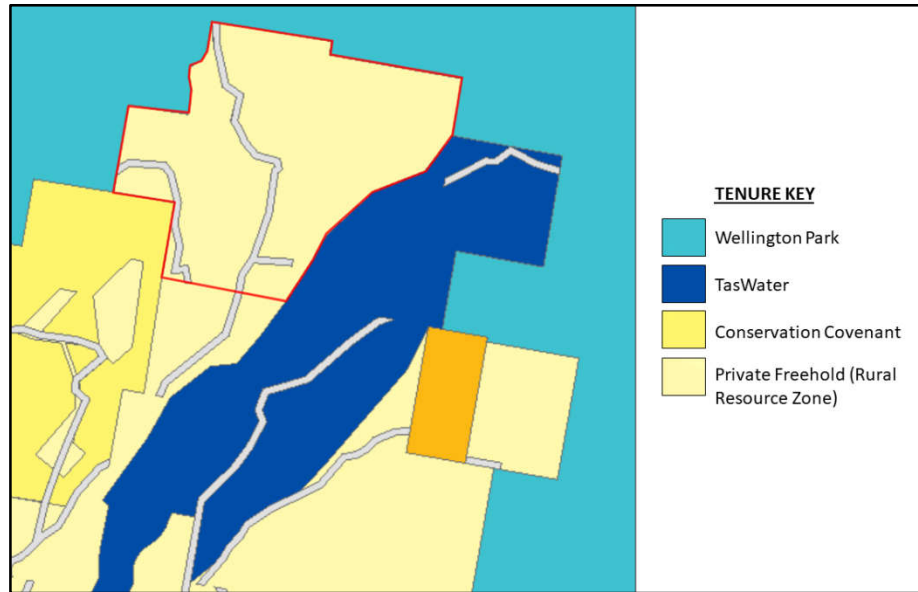 TENURE KEY
Wellington Park
TasWater
Conservation Covenant
Private Freehold (Rural
Resource Zone)